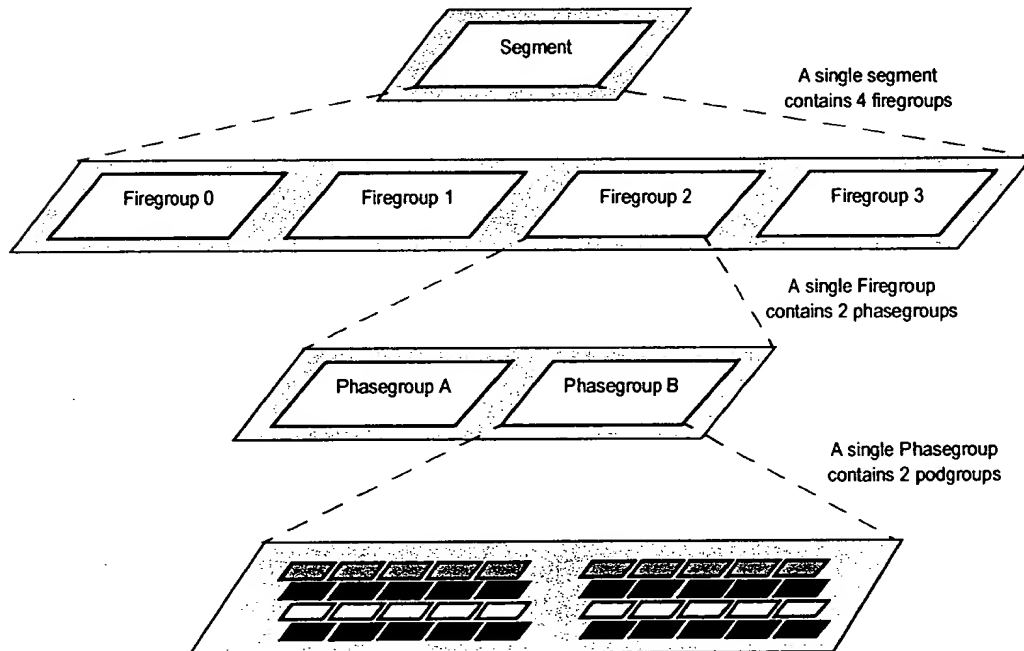 Segment
A single segment
contains 4 firegroups
Firegroup 0
Firegroup 1
Firegroup 2
Firegroup 3
A single Firegroup
contains 2 phasegroups
Phasegroup A
Phasegroup B
A single Phasegroup
contains 2 podgroups